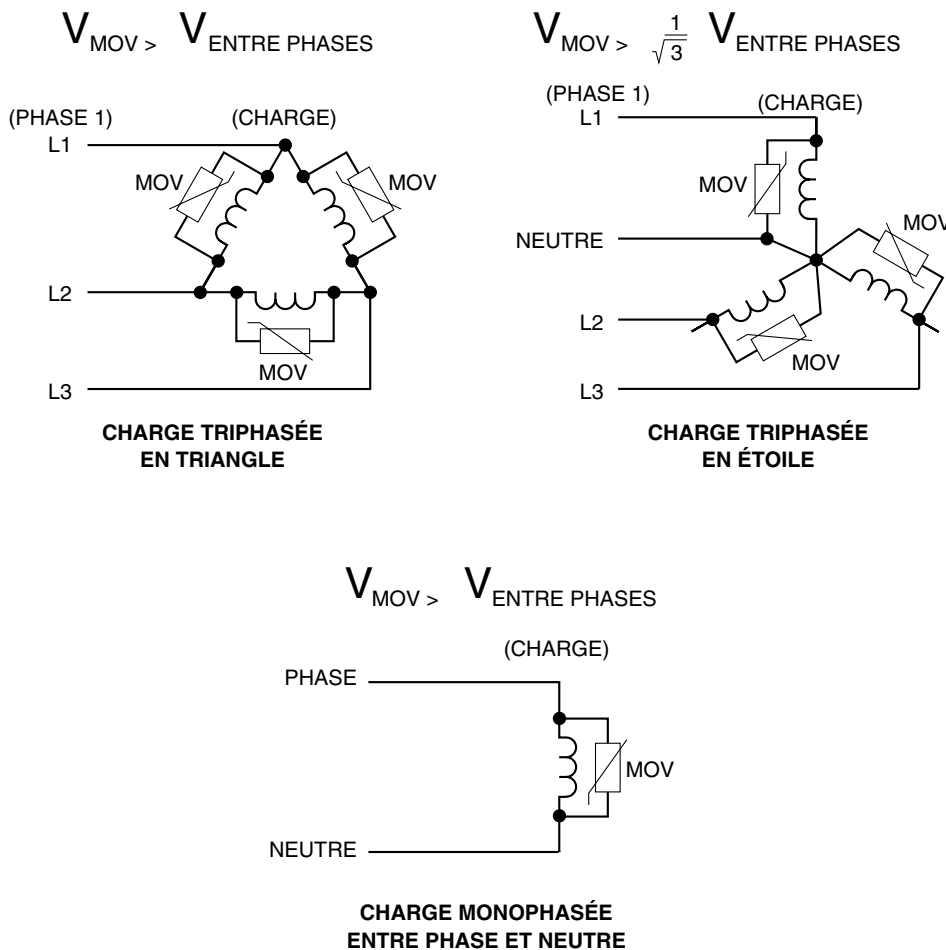 V MOV > V ENTRE PHASES
(PHASE 1)
(CHARGE)
L1
MOV
MOV
L2
MOV
L3
CHARGE TRIPHASÉE
EN TRIANGLE
V MOV > 1/√3 V ENTRE PHASES
(PHASE 1)
(CHARGE)
L1
MOV
NEUTRE
MOV
L2
MOV
L3
CHARGE TRIPHASÉE
EN ÉTOILE
V MOV > V ENTRE PHASES
(CHARGE)
PHASE
MOV
NEUTRE
CHARGE MONOPHASÉE
ENTRE PHASE ET NEUTRE